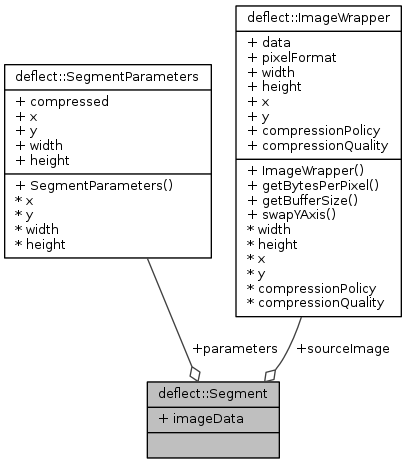 deflect::SegmentParameters
+ compressed
+ x
+ y
+ width
+ height
+ SegmentParameters()
* x
* y
* width
* height
deflect::ImageWrapper
+ data
+ pixelFormat
+ width
+ height
+ x
+ y
+ compressionPolicy
+ compressionQuality
+ ImageWrapper()
+ getBytesPerPixel()
+ getBufferSize()
+ swapYAxis()
* width
* height
* x
* y
* compressionPolicy
* compressionQuality
+parameters
+sourceImage
deflect::Segment
+ imageData